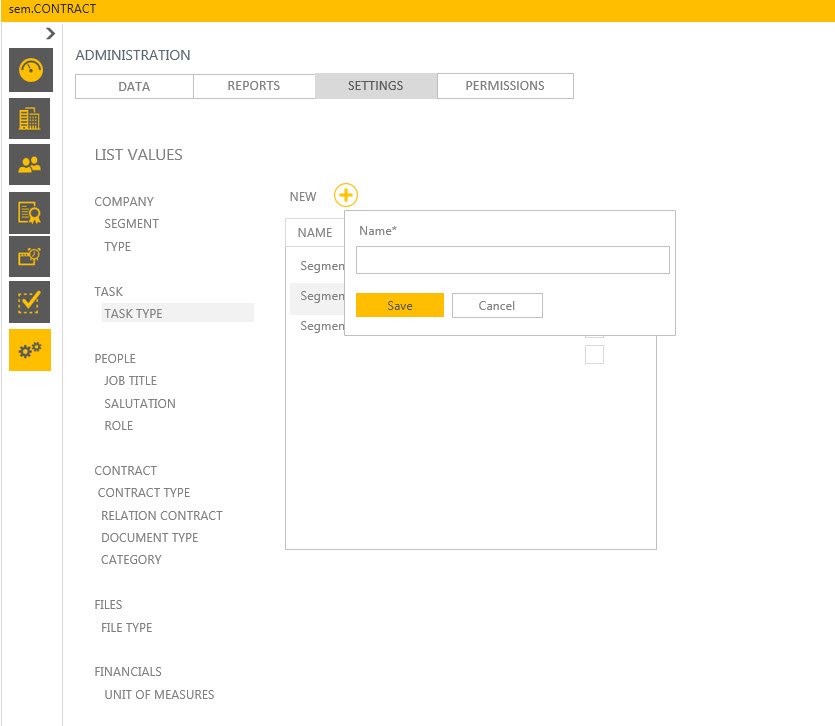 sem.CONTRACT
ADMINISTRATION
DATA
REPORTS
SETTINGS
PERMISSIONS
LIST VALUES
COMPANY
SEGMENT
TYPE
TASK
TASK TYPE
PEOPLE
JOB TITLE
SALUTATION
ROLE
CONTRACT
CONTRACT TYPE
RELATION CONTRACT
DOCUMENT TYPE
CATEGORY
FILES
FILE TYPE
FINANCIALS
UNIT OF MEASURES
NEW
NAME
Segmen
Segmen
Segmen
Name*
Save
Cancel